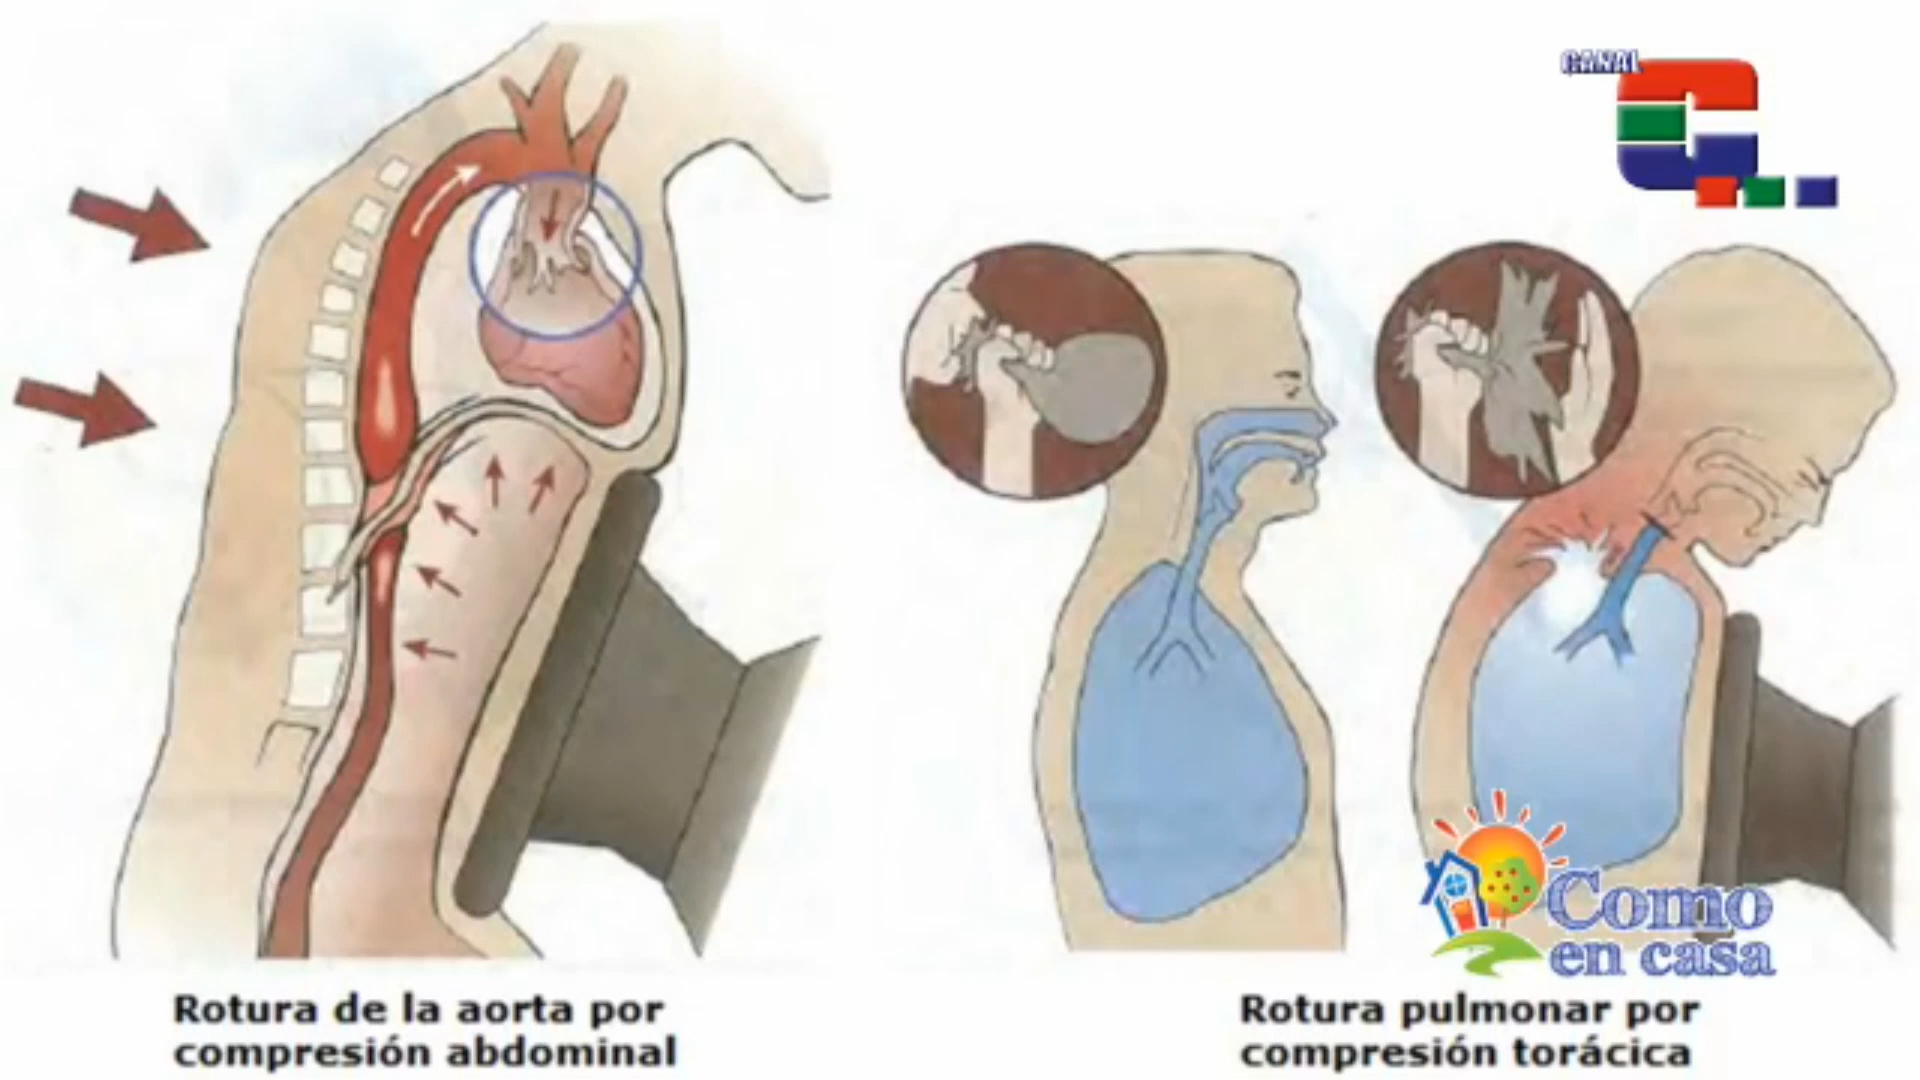 CANAL
Rotura de la aorta por
compresión abdominal
Como
en casa
Rotura pulmonar por
compresión torácica